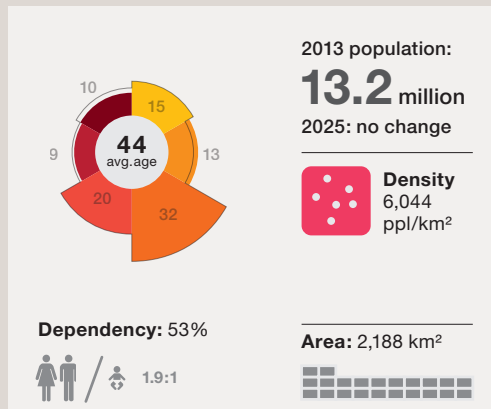 10
15
9
44
avg.age
13
20
32
2013 population:
13.2 million
2025: no change
Density
6,044
ppl/km²
Dependency: 53%
1.9:1
Area: 2,188 km²